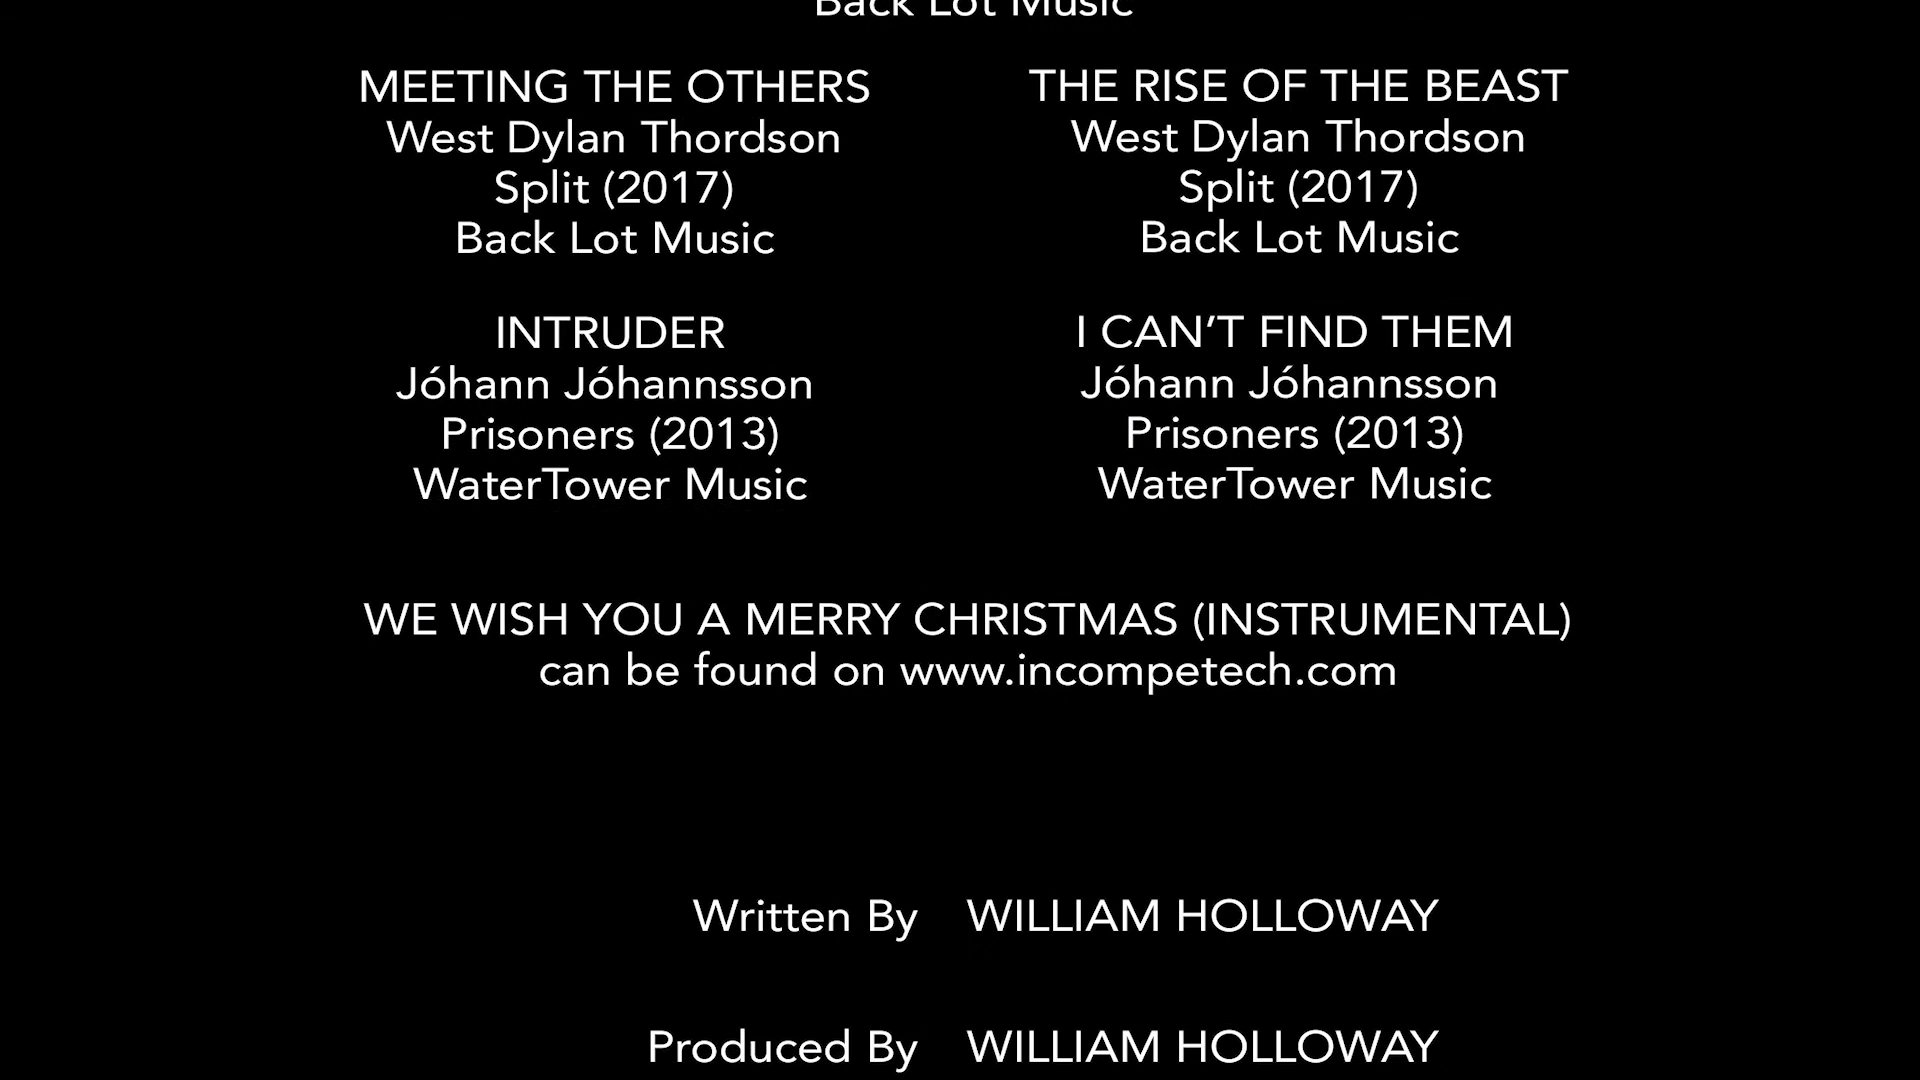 Back Lot Music
MEETING THE OTHERS
West Dylan Thordson
Split (2017)
Back Lot Music
THE RISE OF THE BEAST
West Dylan Thordson
Split (2017)
Back Lot Music
INTRUDER
Jóhann Jóhannsson
Prisoners (2013)
WaterTower Music
I CAN’T FIND THEM
Jóhann Jóhannsson
Prisoners (2013)
WaterTower Music
WE WISH YOU A MERRY CHRISTMAS (INSTRUMENTAL)
can be found on www.incompetech.com
Written By WILLIAM HOLLOWAY
Produced By WILLIAM HOLLOWAY